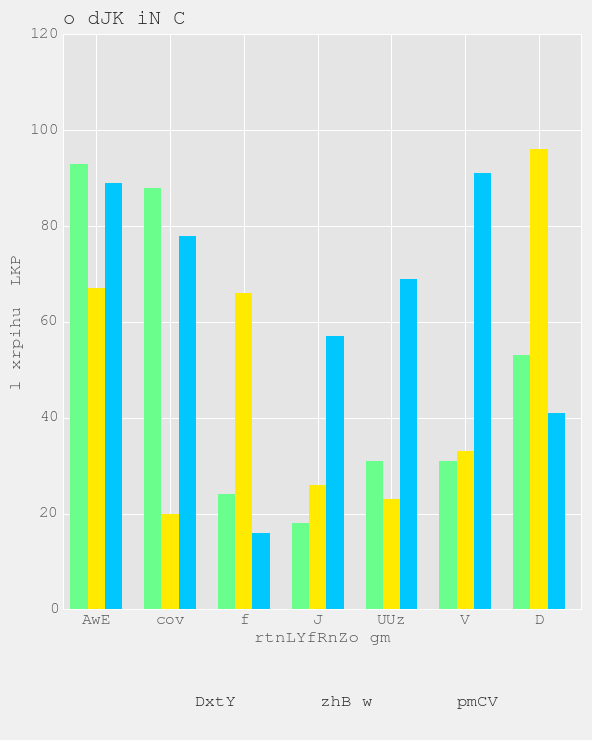 o dJK iN C
120
100
80
60
40
20
0
l xrpihu  LKP
AwE cov f J UUz V D
rtnLYfRnZo gm
DxtY zhB w pmCV